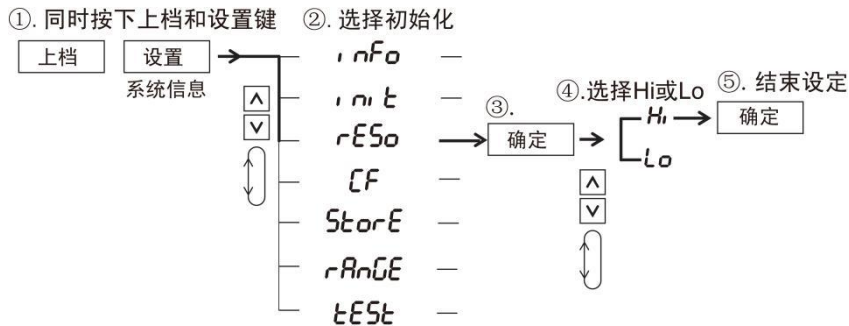 ①. 同时按下上档和设置键 ②. 选择初始化
上档 设置 infо
系统信息
init
③.
④.选择Hi或Lo
⑤. 结束设定
rESo 确定 Hi 确定
Lo
CF
StorE
rAnGE
tESt